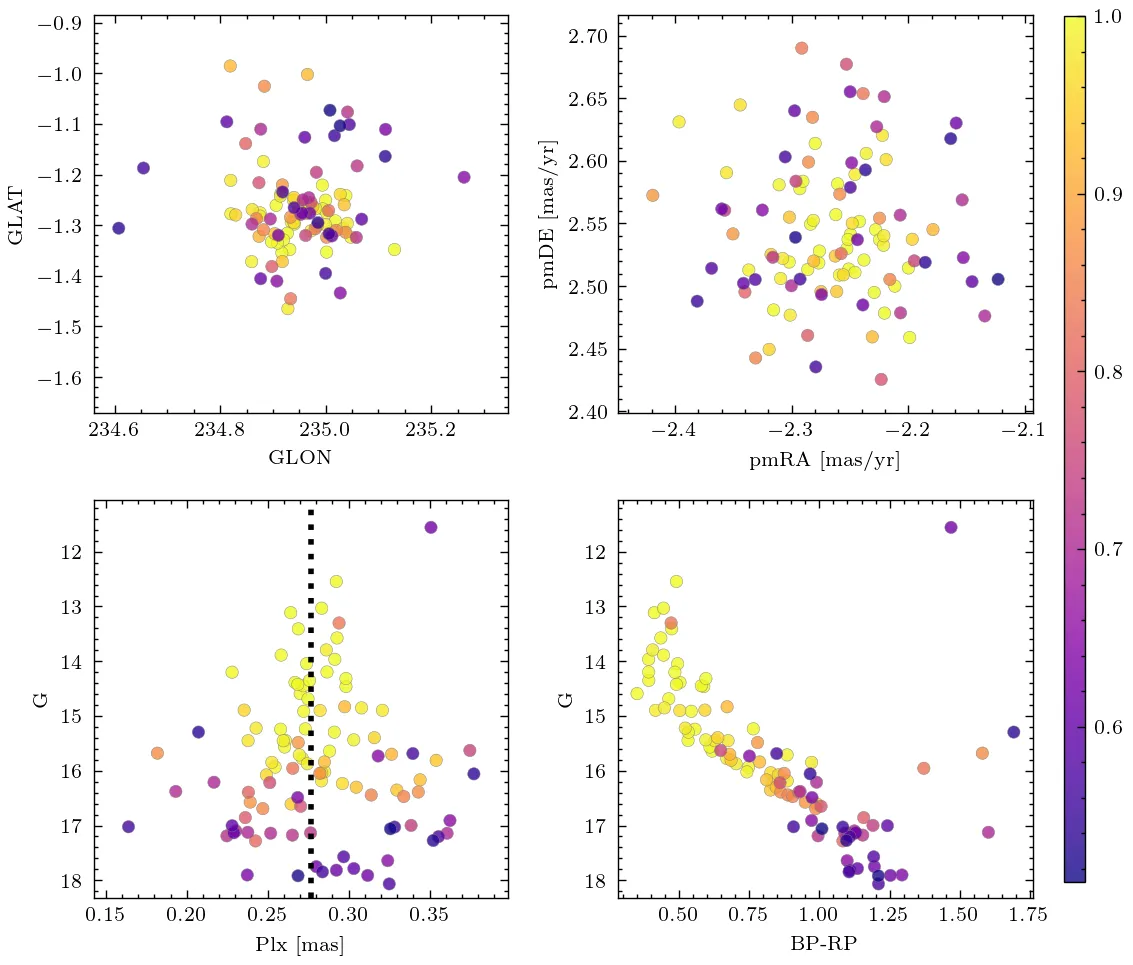 −0.9
−1.0
−1.1
−1.2
−1.3
−1.4
−1.5
−1.6
GLAT
234.6 234.8 235.0 235.2
GLON
2.70
2.65
2.60
2.55
2.50
2.45
2.40
pmDE [mas/yr]
−2.4 −2.3 −2.2 −2.1
pmRA [mas/yr]
12
13
14
15
16
17
18
G
0.15 0.20 0.25 0.30 0.35
Plx [mas]
12
13
14
15
16
17
18
G
0.50 0.75 1.00 1.25 1.50 1.75
BP-RP
1.0
0.9
0.8
0.7
0.6